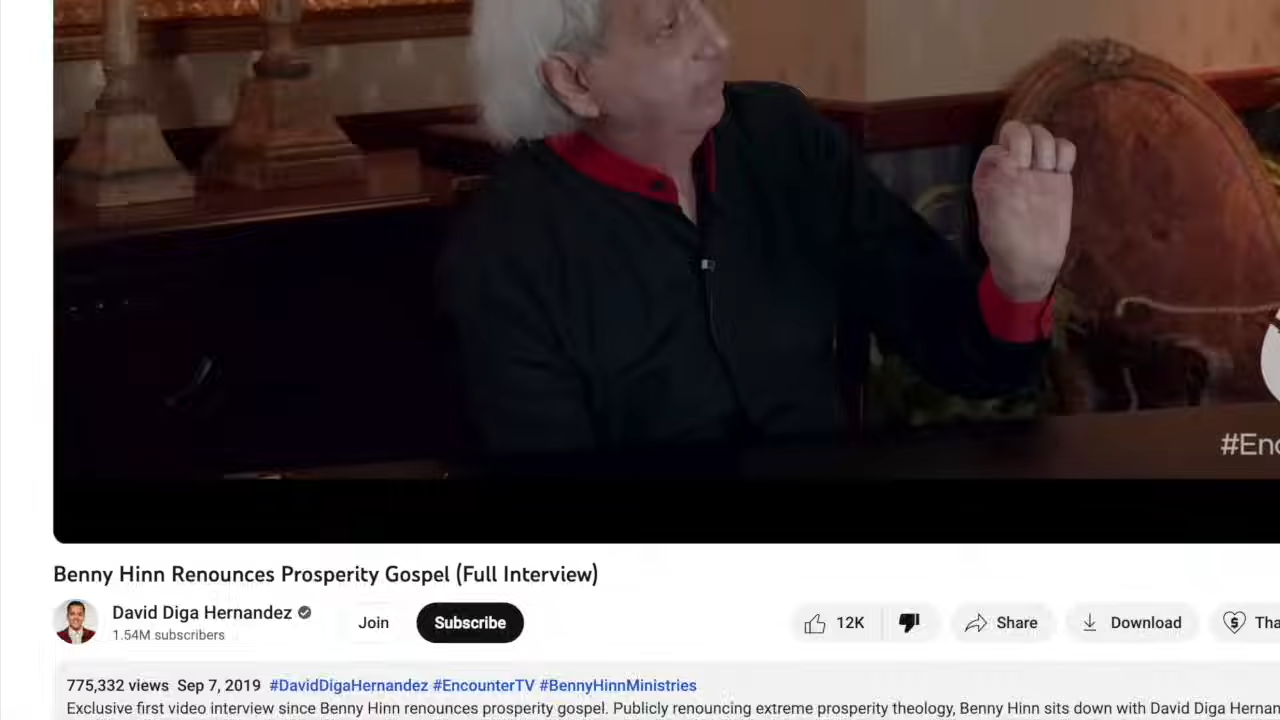 #Enc
Benny Hinn Renounces Prosperity Gospel (Full Interview)
David Diga Hernandez
1.54M subscribers
Join
Subscribe
12K
Share
Download
Tha
775,332 views Sep 7, 2019 #DavidDigaHernandez #EncounterTV #BennyHinnMinistries
Exclusive first video interview since Benny Hinn renounces prosperity gospel. Publicly renouncing extreme prosperity theology, Benny Hinn sits down with David Diga Hernan